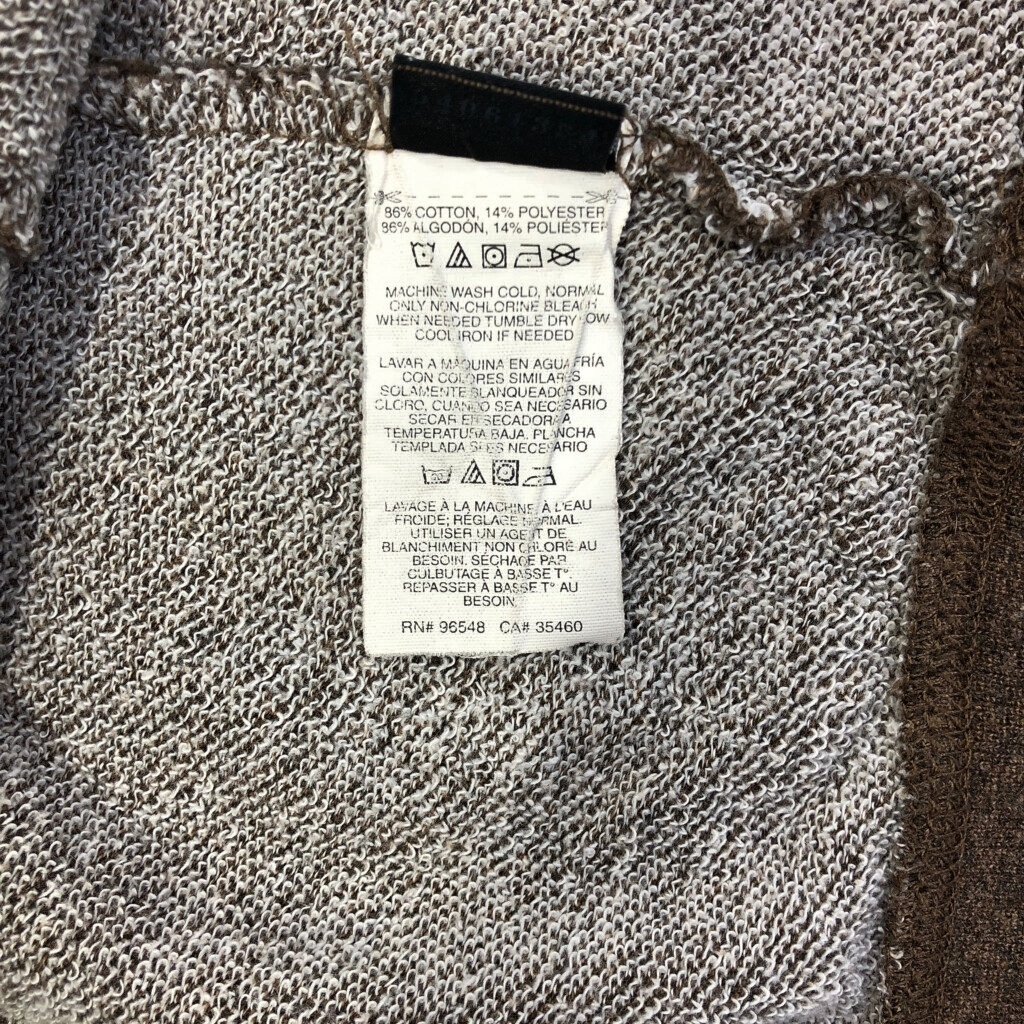 86% COTTON, 14% POLYESTER
86% ALGODÓN, 14% POLIÉSTER
MACHINE WASH COLD, NORMAL
ONLY NON-CHLORINE BLEACH
WHEN NEEDED TUMBLE DRY LOW
COOL IRON IF NEEDED
LAVAR A MÁQUINA EN AGUA FRÍA
CON COLORES SIMILARES
SOLAMENTE BLANQUEADOR SIN
CLORO, CUANDO SEA NECESARIO
SECAR EN SECADORA A
TEMPERATURA BAJA. PLANCHA
TEMPLADA SI ES NECESARIO
LAVAGE À LA MACHINE, À L'EAU
FROIDE; RÉGLAGE NORMAL.
UTILISER UN AGENT DE
BLANCHIMENT NON CHLORÉ AU
BESOIN. SÉCHAGE PAR
CULBUTAGE À BASSE T°.
REPASSER À BASSE T° AU
BESOIN.
RN# 96548 CA# 35460